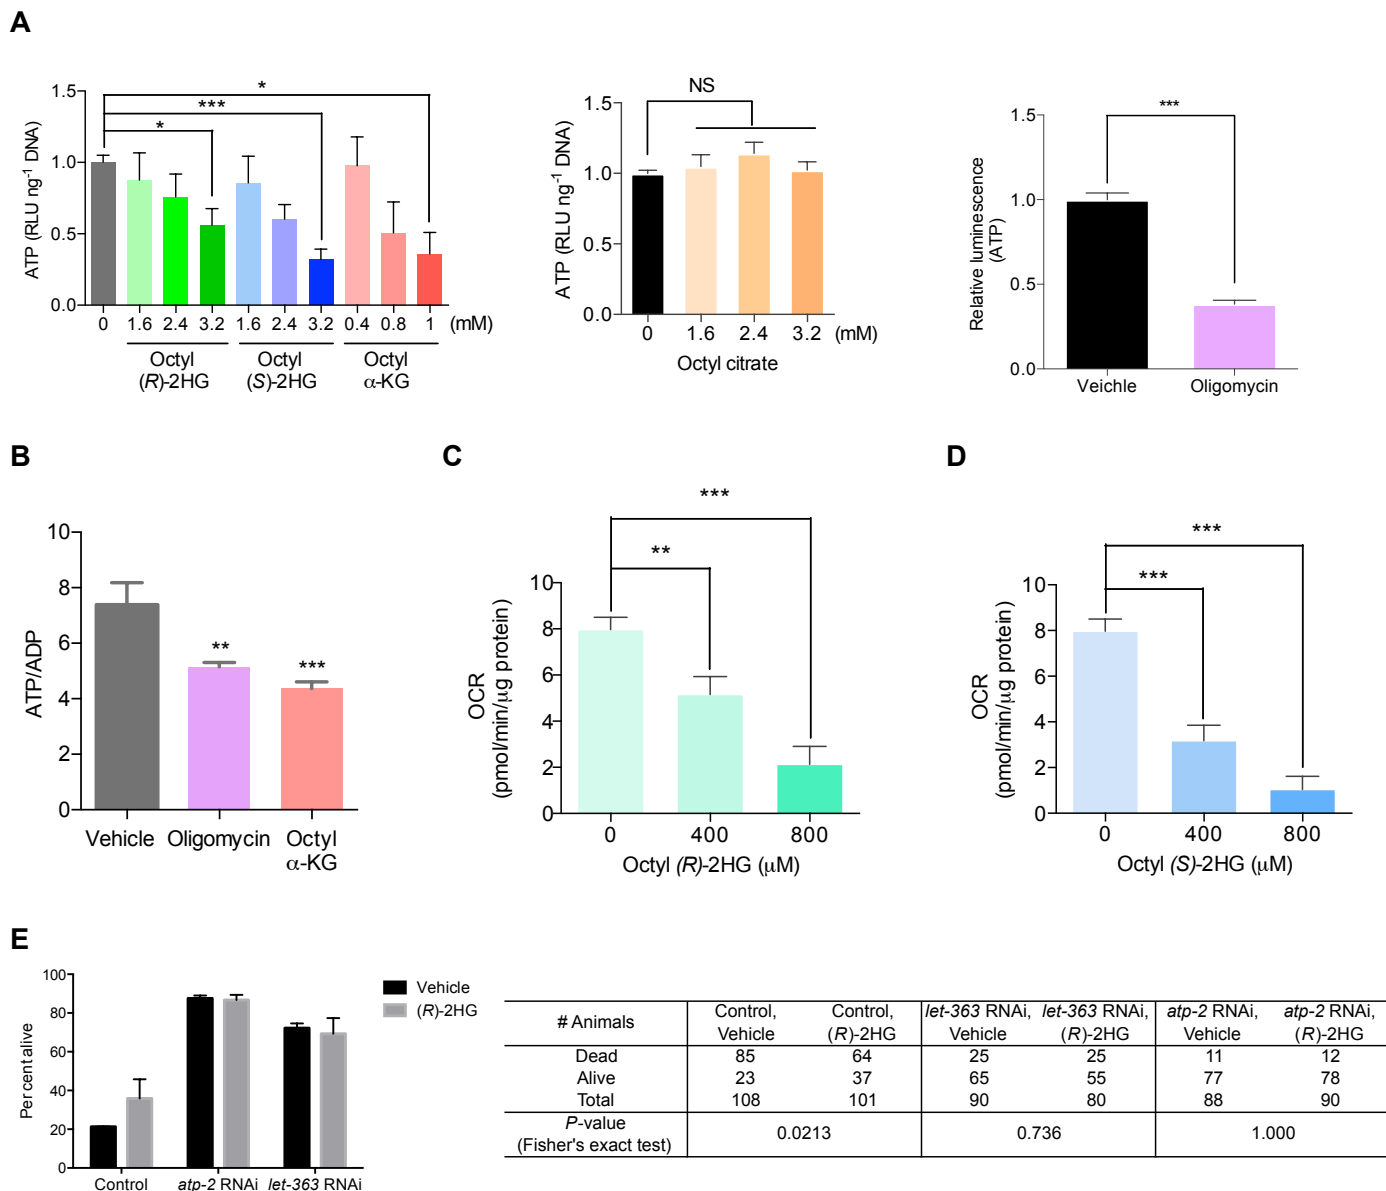 A
ATP (RLU ng-1 DNA)
1.5
1.0
0.5
0.0
*
***
*
0 1.6 2.4 3.2 1.6 2.4 3.2 0.4 0.8 1 (mM)
Octyl (R)-2HG
Octyl (S)-2HG
Octyl α-KG
ATP (RLU ng-1 DNA)
1.5
1.0
0.5
0.0
NS
0 1.6 2.4 3.2 (mM)
Octyl citrate
Relative luminescence
(ATP)
1.5
1.0
0.5
0.0
***
Veichle Oligomycin
B
ATP/ADP
10
8
6
4
2
0
**
***
Vehicle Oligomycin Octyl
α-KG
C
OCR
(pmol/min/μg protein)
10
8
6
4
2
0
***
**
0 400 800
Octyl (R)-2HG (μM)
D
OCR
(pmol/min/μg protein)
10
8
6
4
2
0
***
***
0 400 800
Octyl (S)-2HG (μM)
E
Percent alive
100
80
60
40
20
0
Control atp-2 RNAi let-363 RNAi
Vehicle
(R)-2HG
# Animals Control, Vehicle Control, (R)-2HG let-363 RNAi, Vehicle let-363 RNAi, (R)-2HG atp-2 RNAi, Vehicle atp-2 RNAi, (R)-2HG
Dead 85 64 25 25 11 12
Alive 23 37 65 55 77 78
Total 108 101 90 80 88 90
P-value
(Fisher's exact test) 0.0213 0.736 1.000